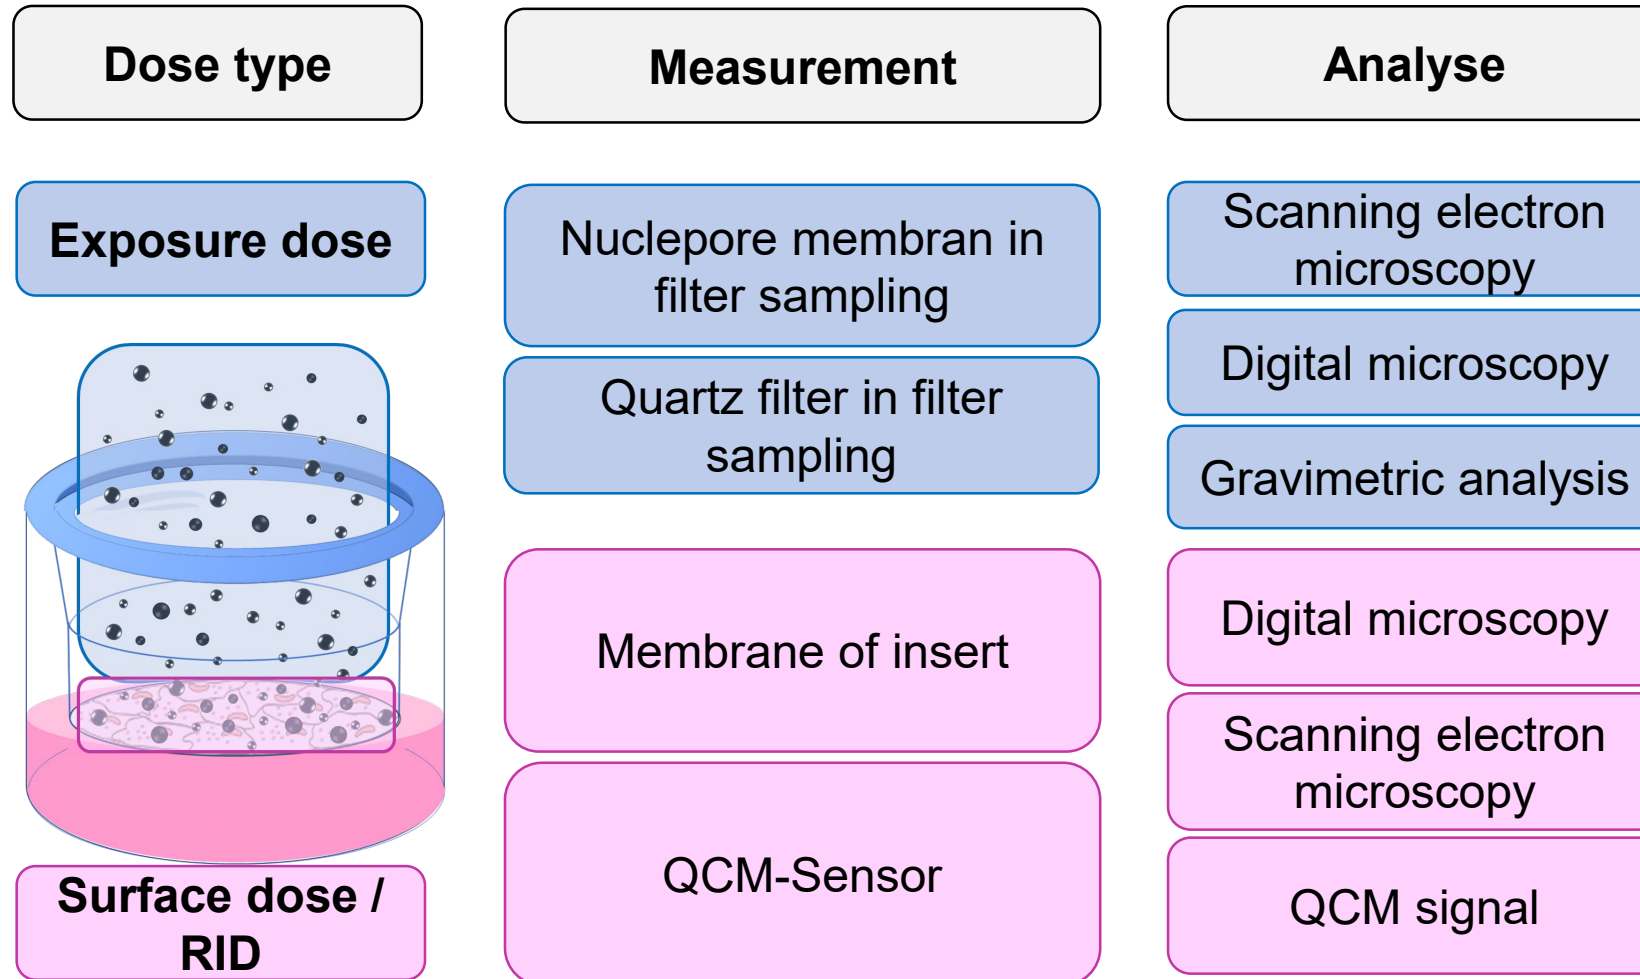 Dose type
Measurement
Analyse
Exposure dose
Nuclepore membran in
filter sampling
Scanning electron
microscopy
Digital microscopy
Quartz filter in filter
sampling
Gravimetric analysis
Membrane of insert
Digital microscopy
Scanning electron
microscopy
Surface dose /
RID
QCM-Sensor
QCM signal